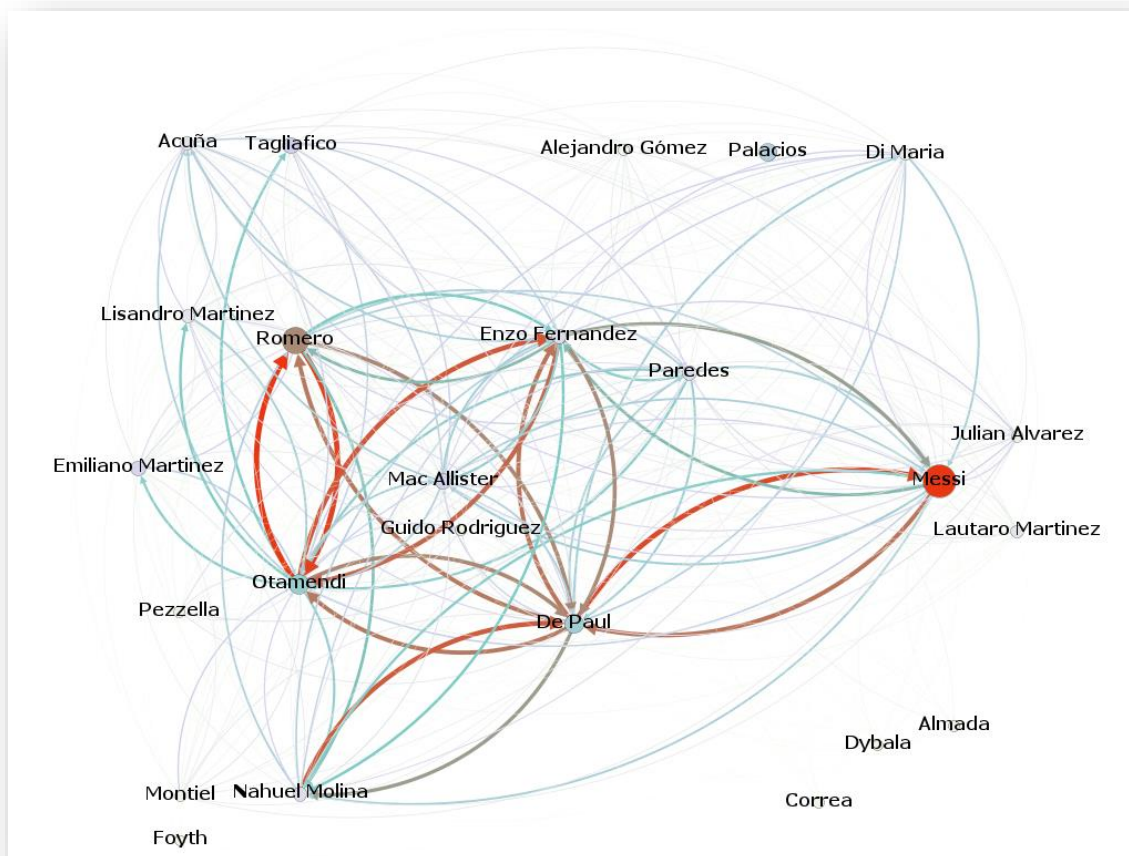 Acuña
Tagliafico
Alejandro Gómez
Palacios
Di Maria
Lisandro Martinez
Romero
Enzo Fernandez
Paredes
Julian Alvarez
Emiliano Martinez
Mac Allister
Messi
Guido Rodriguez
Lautaro Martinez
Otamendi
Pezzella
De Paul
Almada
Dybala
Montiel
Nahuel Molina
Correa
Foyth